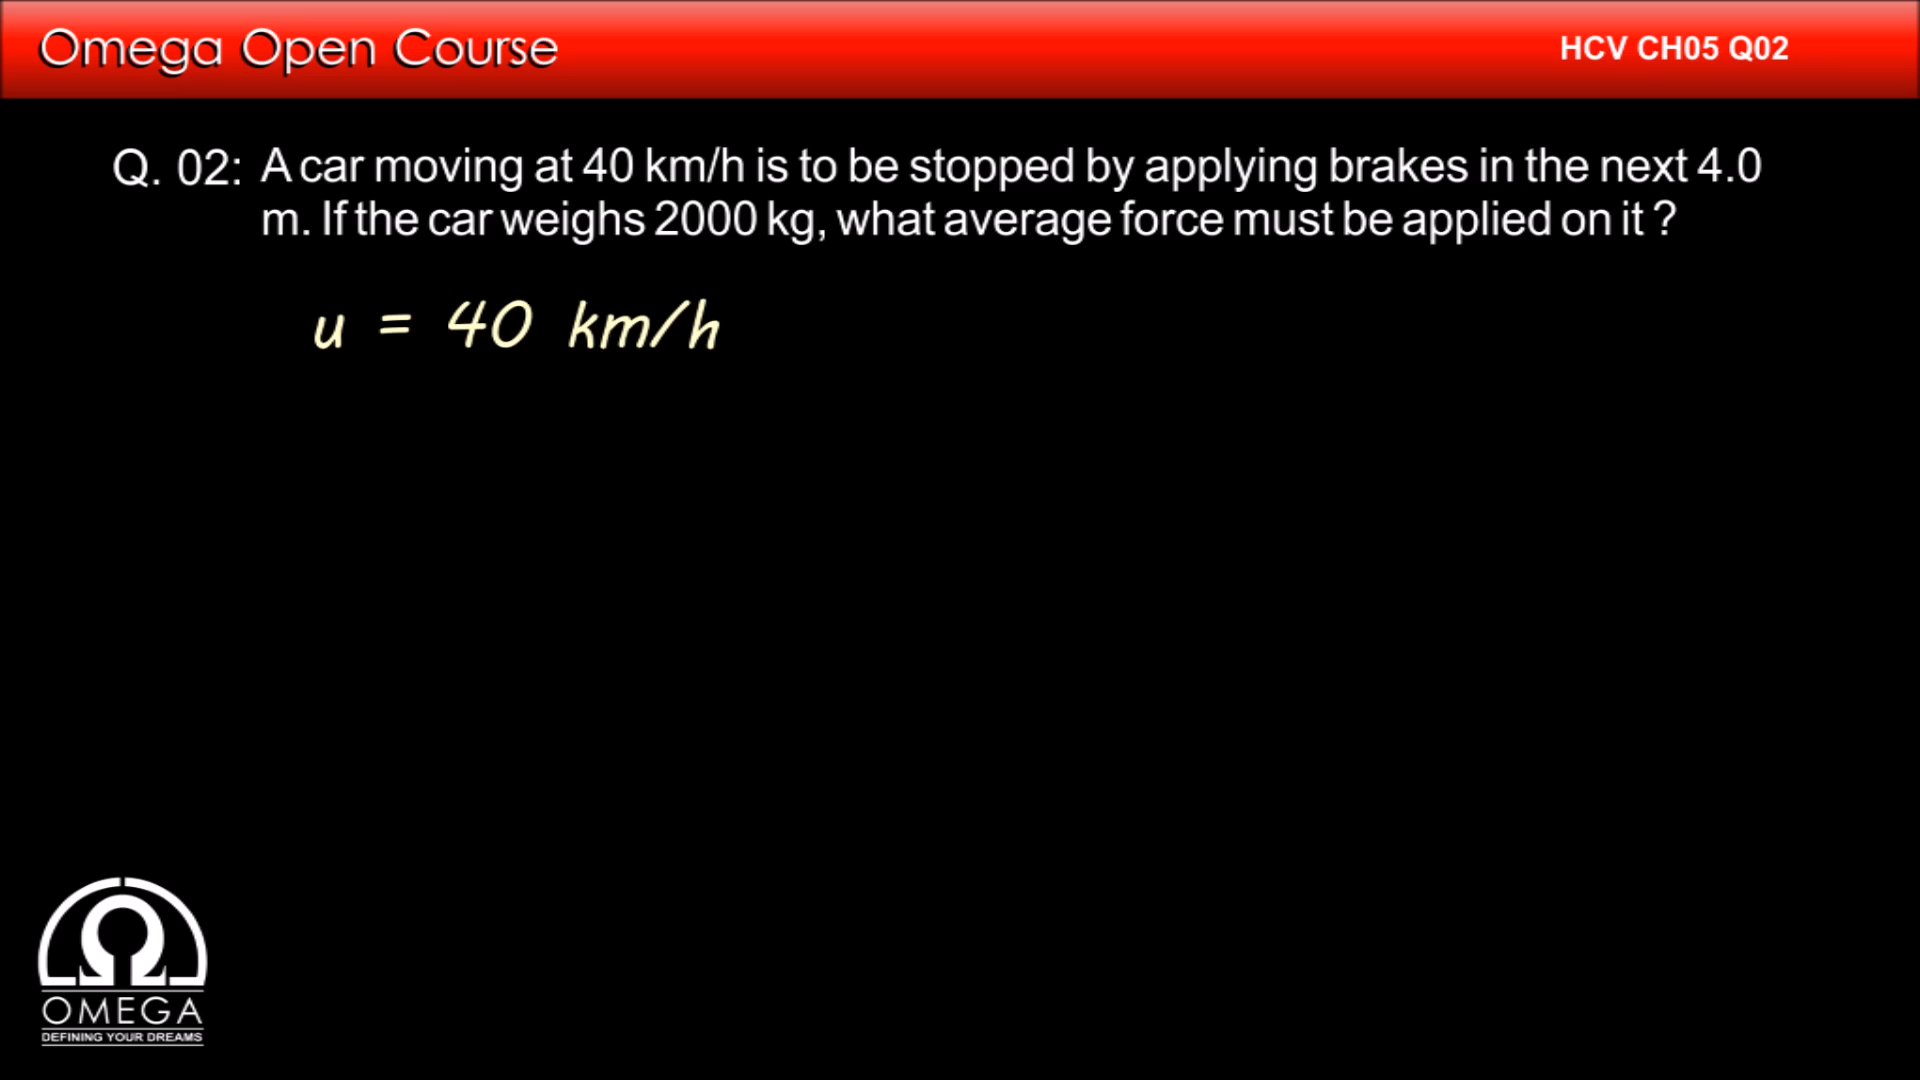 Omega Open Course
HCV CH05 Q02
Q. 02: A car moving at 40 km/h is to be stopped by applying brakes in the next 4.0
m. If the car weighs 2000 kg, what average force must be applied on it ?
u = 40 km/h
OMEGA
DEFINING YOUR DREAMS